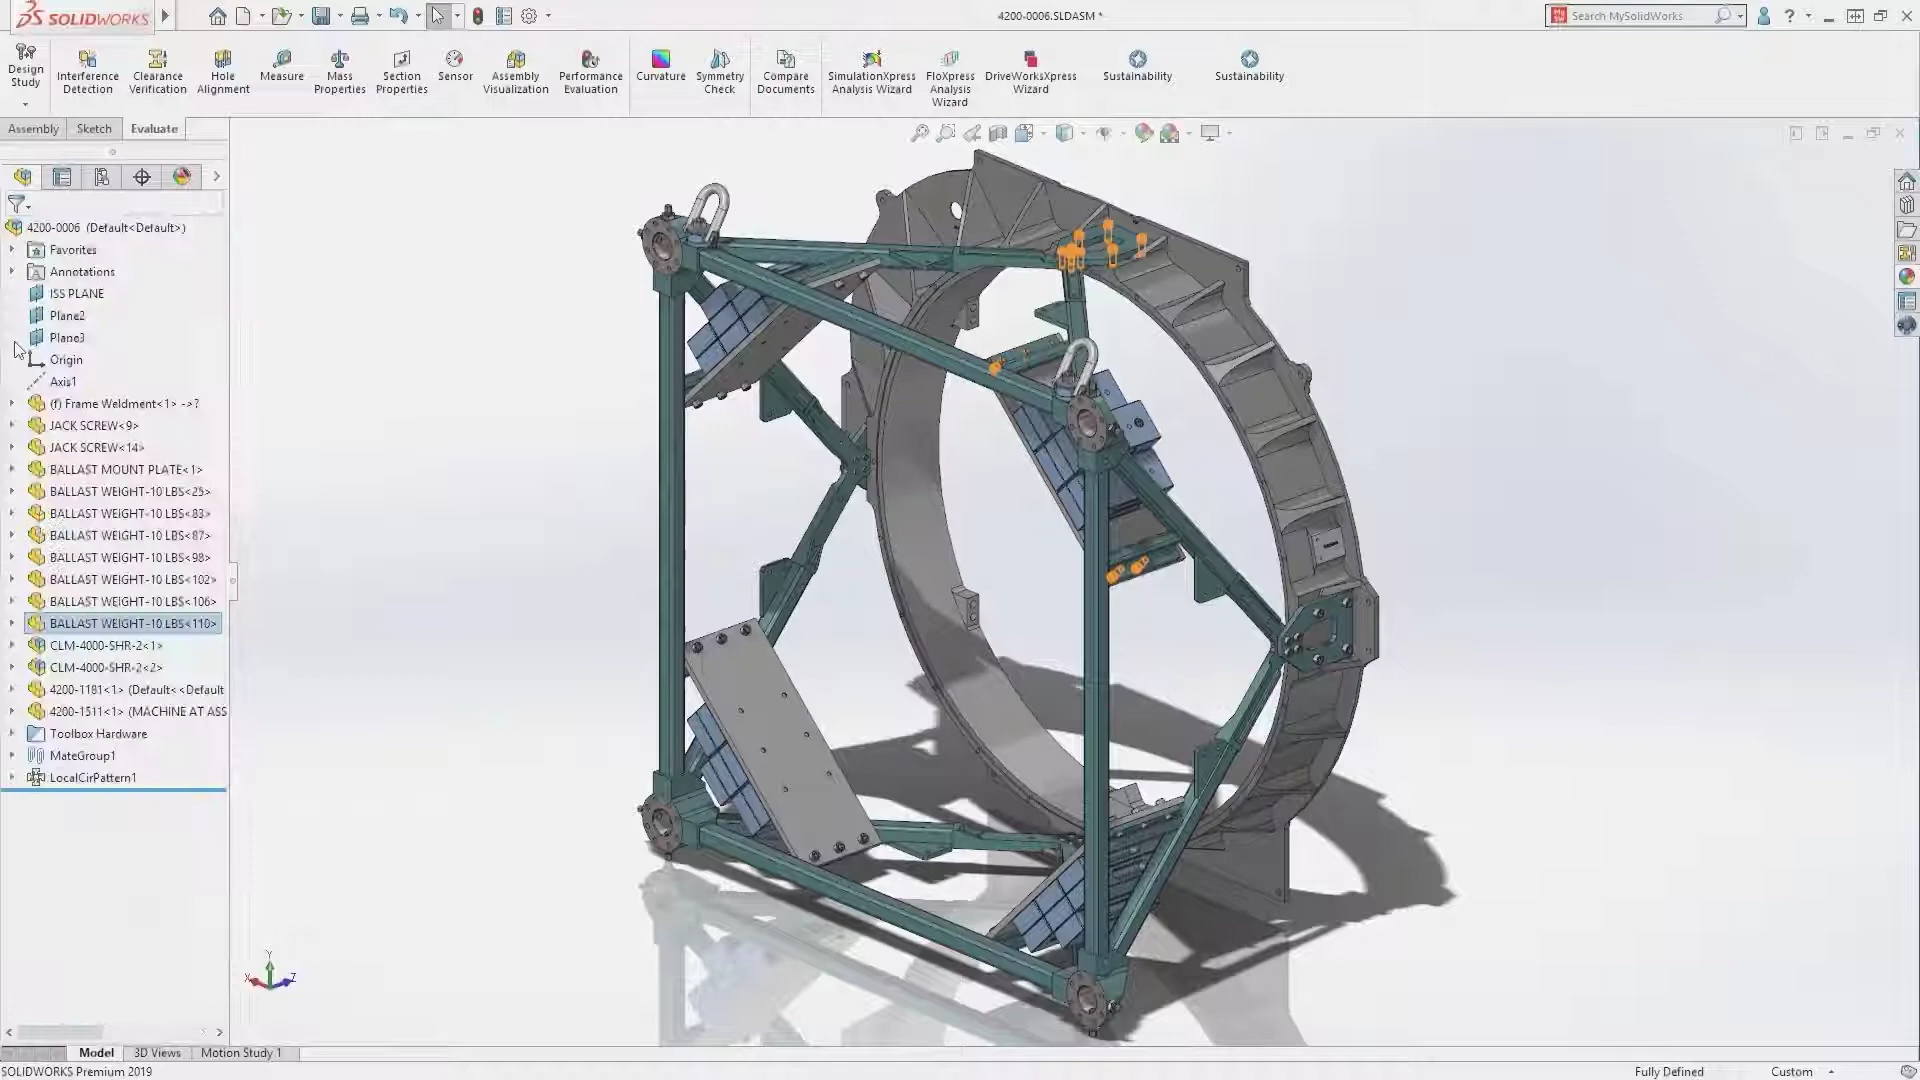 SOLIDWORKS
4200-0006.SLDASM *
Search MySolidWorks
Design Study
Interference Detection
Clearance Verification
Hole Alignment
Measure
Mass Properties
Section Properties
Sensor
Assembly Visualization
Performance Evaluation
Curvature
Symmetry Check
Compare Documents
SimulationXpress Analysis Wizard
FloXpress Analysis Wizard
DriveWorksXpress Wizard
Sustainability
Sustainability
Assembly
Sketch
Evaluate
4200-0006 (Default<Default>)
Favorites
Annotations
ISS PLANE
Plane2
Plane3
Origin
Axis1
(f) Frame Weldment<1> ->?
JACK SCREW<9>
JACK SCREW<14>
BALLAST MOUNT PLATE<1>
BALLAST WEIGHT-10 LBS<25>
BALLAST WEIGHT-10 LBS<83>
BALLAST WEIGHT-10 LBS<87>
BALLAST WEIGHT-10 LBS<98>
BALLAST WEIGHT-10 LBS<102>
BALLAST WEIGHT-10 LBS<106>
BALLAST WEIGHT-10 LBS<110>
CLM-4000-SHR-2<1>
CLM-4000-SHR-2<2>
4200-1181<1> (Default<<Default
4200-1511<1> (MACHINE AT ASS
Toolbox Hardware
MateGroup1
LocalCirPattern1
Y
X
Z
Model
3D Views
Motion Study 1
SOLIDWORKS Premium 2019
Fully Defined
Custom